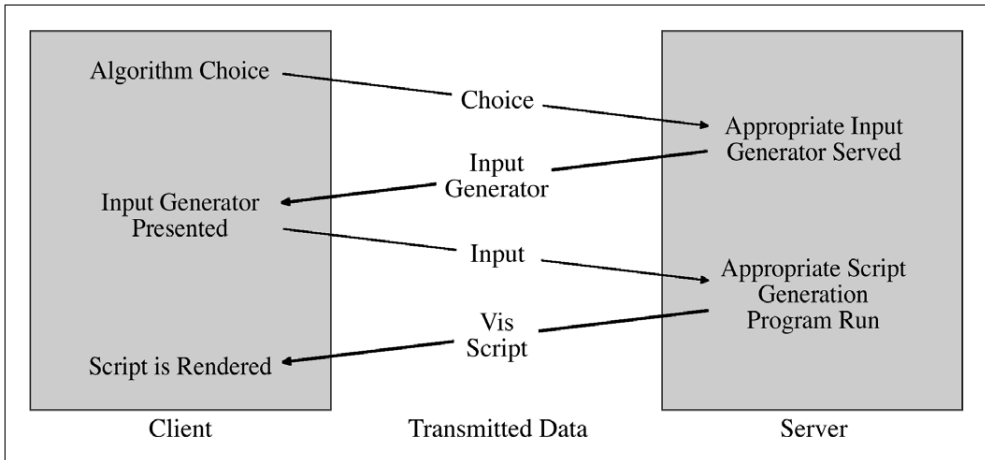 Algorithm Choice
Choice
Appropriate Input
Generator Served
Input
Generator
Input Generator
Presented
Input
Appropriate Script
Generation
Program Run
Vis
Script
Script is Rendered
Client
Transmitted Data
Server